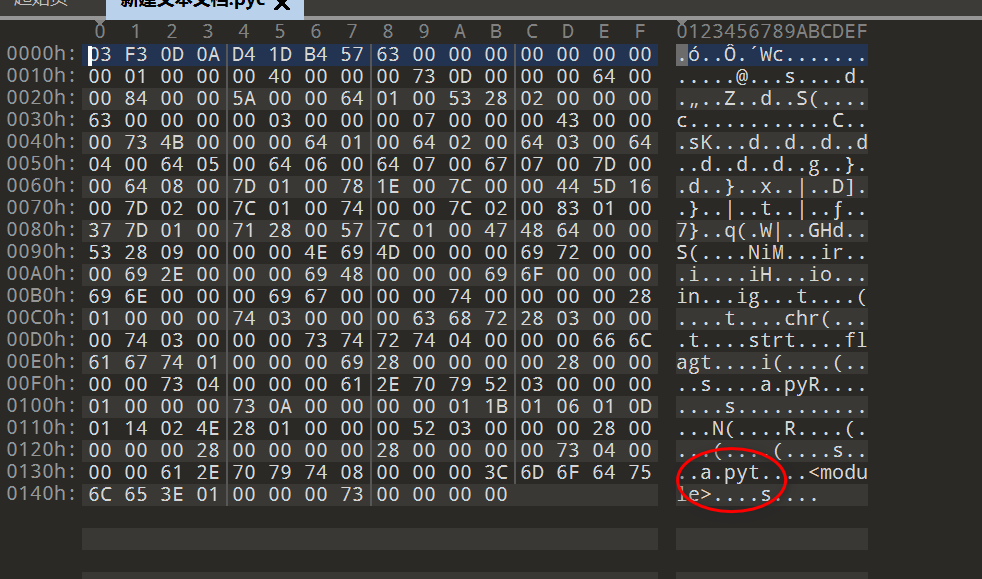 起始页
新建文本文档.pyc ×
0 1 2 3 4 5 6 7 8 9 A B C D E F 0123456789ABCDEF
0000h: 03 F3 0D 0A D4 1D B4 57 63 00 00 00 00 00 00 00 .ó..Ô.´Wc.......
0010h: 00 01 00 00 00 40 00 00 00 73 0D 00 00 00 64 00 .....@...s....d.
0020h: 00 84 00 00 5A 00 00 64 01 00 53 28 02 00 00 00 .„..Z..d..S(....
0030h: 63 00 00 00 00 03 00 00 00 07 00 00 00 43 00 00 c............C..
0040h: 00 73 4B 00 00 00 64 01 00 64 02 00 64 03 00 64 .sK...d..d..d..d
0050h: 04 00 64 05 00 64 06 00 64 07 00 67 07 00 7D 00 ..d..d..d..g..}.
0060h: 00 64 08 00 7D 01 00 78 1E 00 7C 00 00 44 5D 16 .d..}..x..|..D].
0070h: 00 7D 02 00 7C 01 00 74 00 00 7C 02 00 83 01 00 .}..|..t..|..ƒ..
0080h: 37 7D 01 00 71 28 00 57 7C 01 00 47 48 64 00 00 7}..q(.W|..GHd..
0090h: 53 28 09 00 00 00 4E 69 4D 00 00 00 69 72 00 00 S(....NiM...ir..
00A0h: 00 69 2E 00 00 00 69 48 00 00 00 69 6F 00 00 00 .i....iH...io...
00B0h: 69 6E 00 00 00 69 67 00 00 00 74 00 00 00 00 28 in...ig...t....(
00C0h: 01 00 00 00 74 03 00 00 00 63 68 72 28 03 00 00 ....t....chr(...
00D0h: 00 74 03 00 00 00 73 74 72 74 04 00 00 00 66 6C .t....strt....fl
00E0h: 61 67 74 01 00 00 00 69 28 00 00 00 00 28 00 00 agt....i(....(..
00F0h: 00 00 73 04 00 00 00 61 2E 70 79 52 03 00 00 00 ..s....a.pyR....
0100h: 01 00 00 00 73 0A 00 00 00 00 01 1B 01 06 01 0D ....s...........
0110h: 01 14 02 4E 28 01 00 00 00 52 03 00 00 00 28 00 ...N(....R....(.
0120h: 00 00 00 28 00 00 00 00 28 00 00 00 00 73 04 00 ...(....(....s..
0130h: 00 00 61 2E 70 79 74 08 00 00 00 3C 6D 6F 64 75 ..a.pyt....<modu
0140h: 6C 65 3E 01 00 00 00 73 00 00 00 00 le>....s....